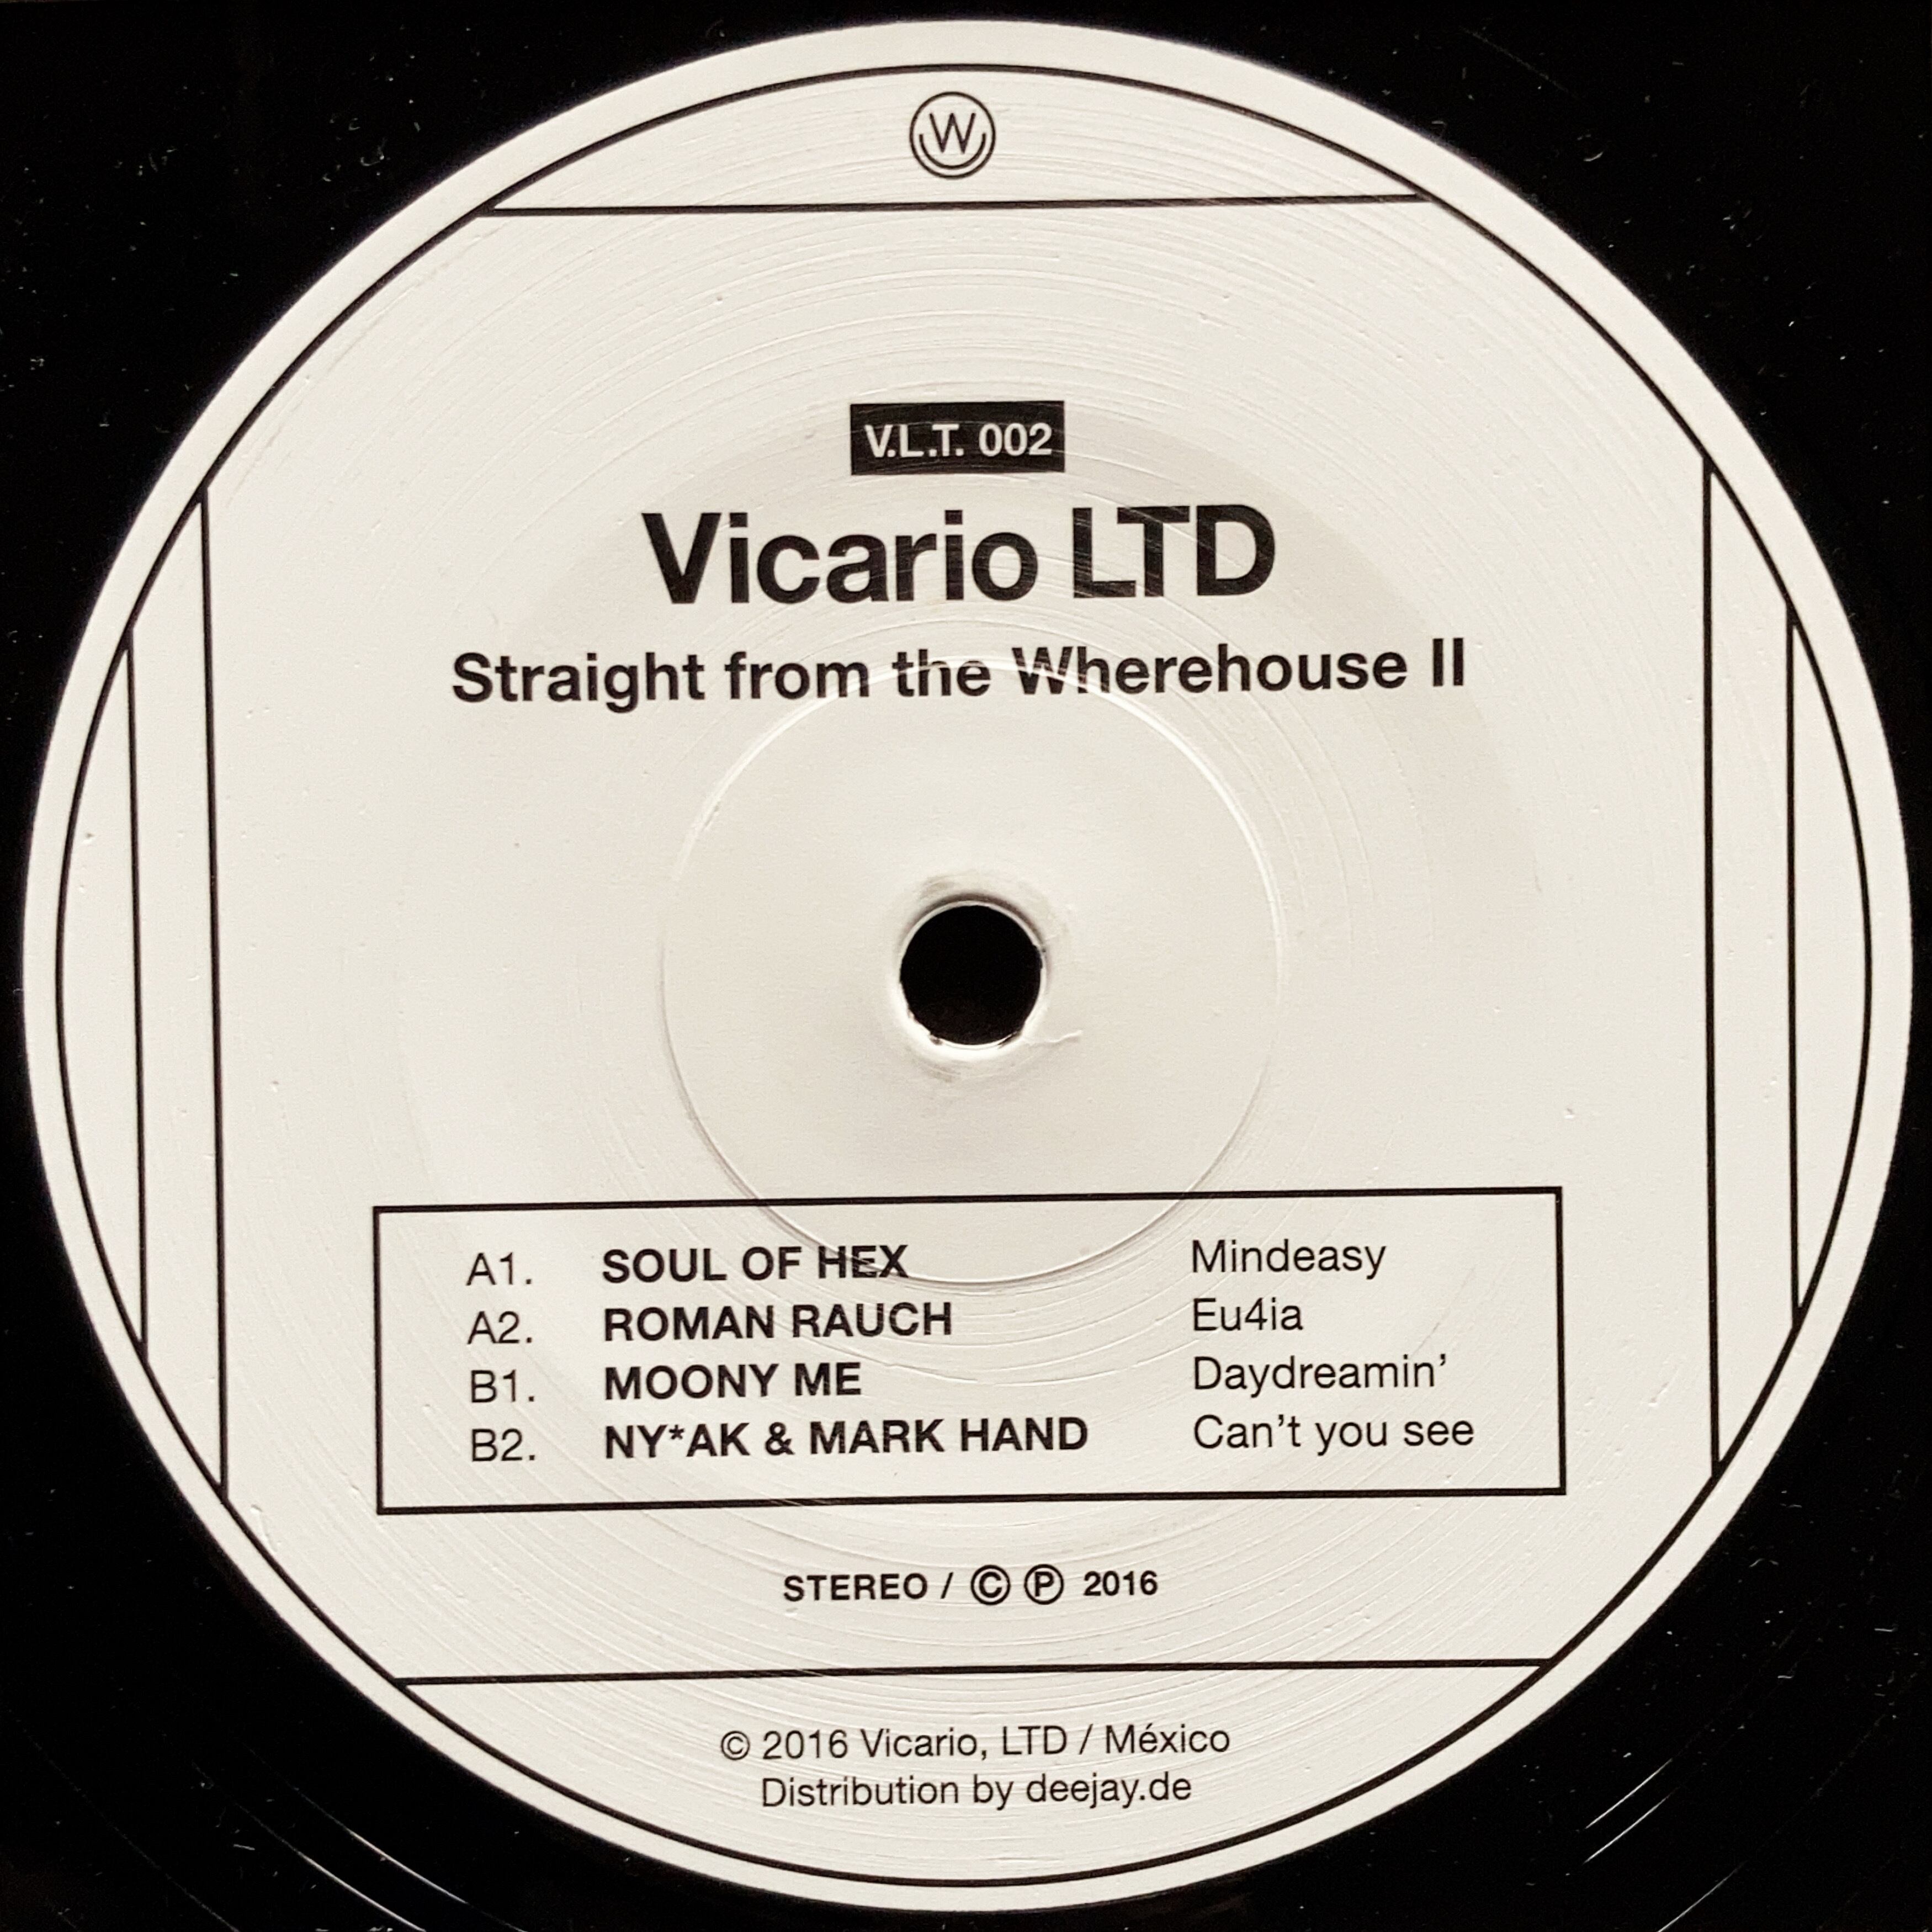 W
V.L.T. 002
Vicario LTD
Straight from the Wherehouse II
A1. SOUL OF HEX Mindeasy
A2. ROMAN RAUCH Eu4ia
B1. MOONY ME Daydreamin’
B2. NY*AK & MARK HAND Can’t you see
STEREO / © ℗ 2016
© 2016 Vicario, LTD / México
Distribution by deejay.de